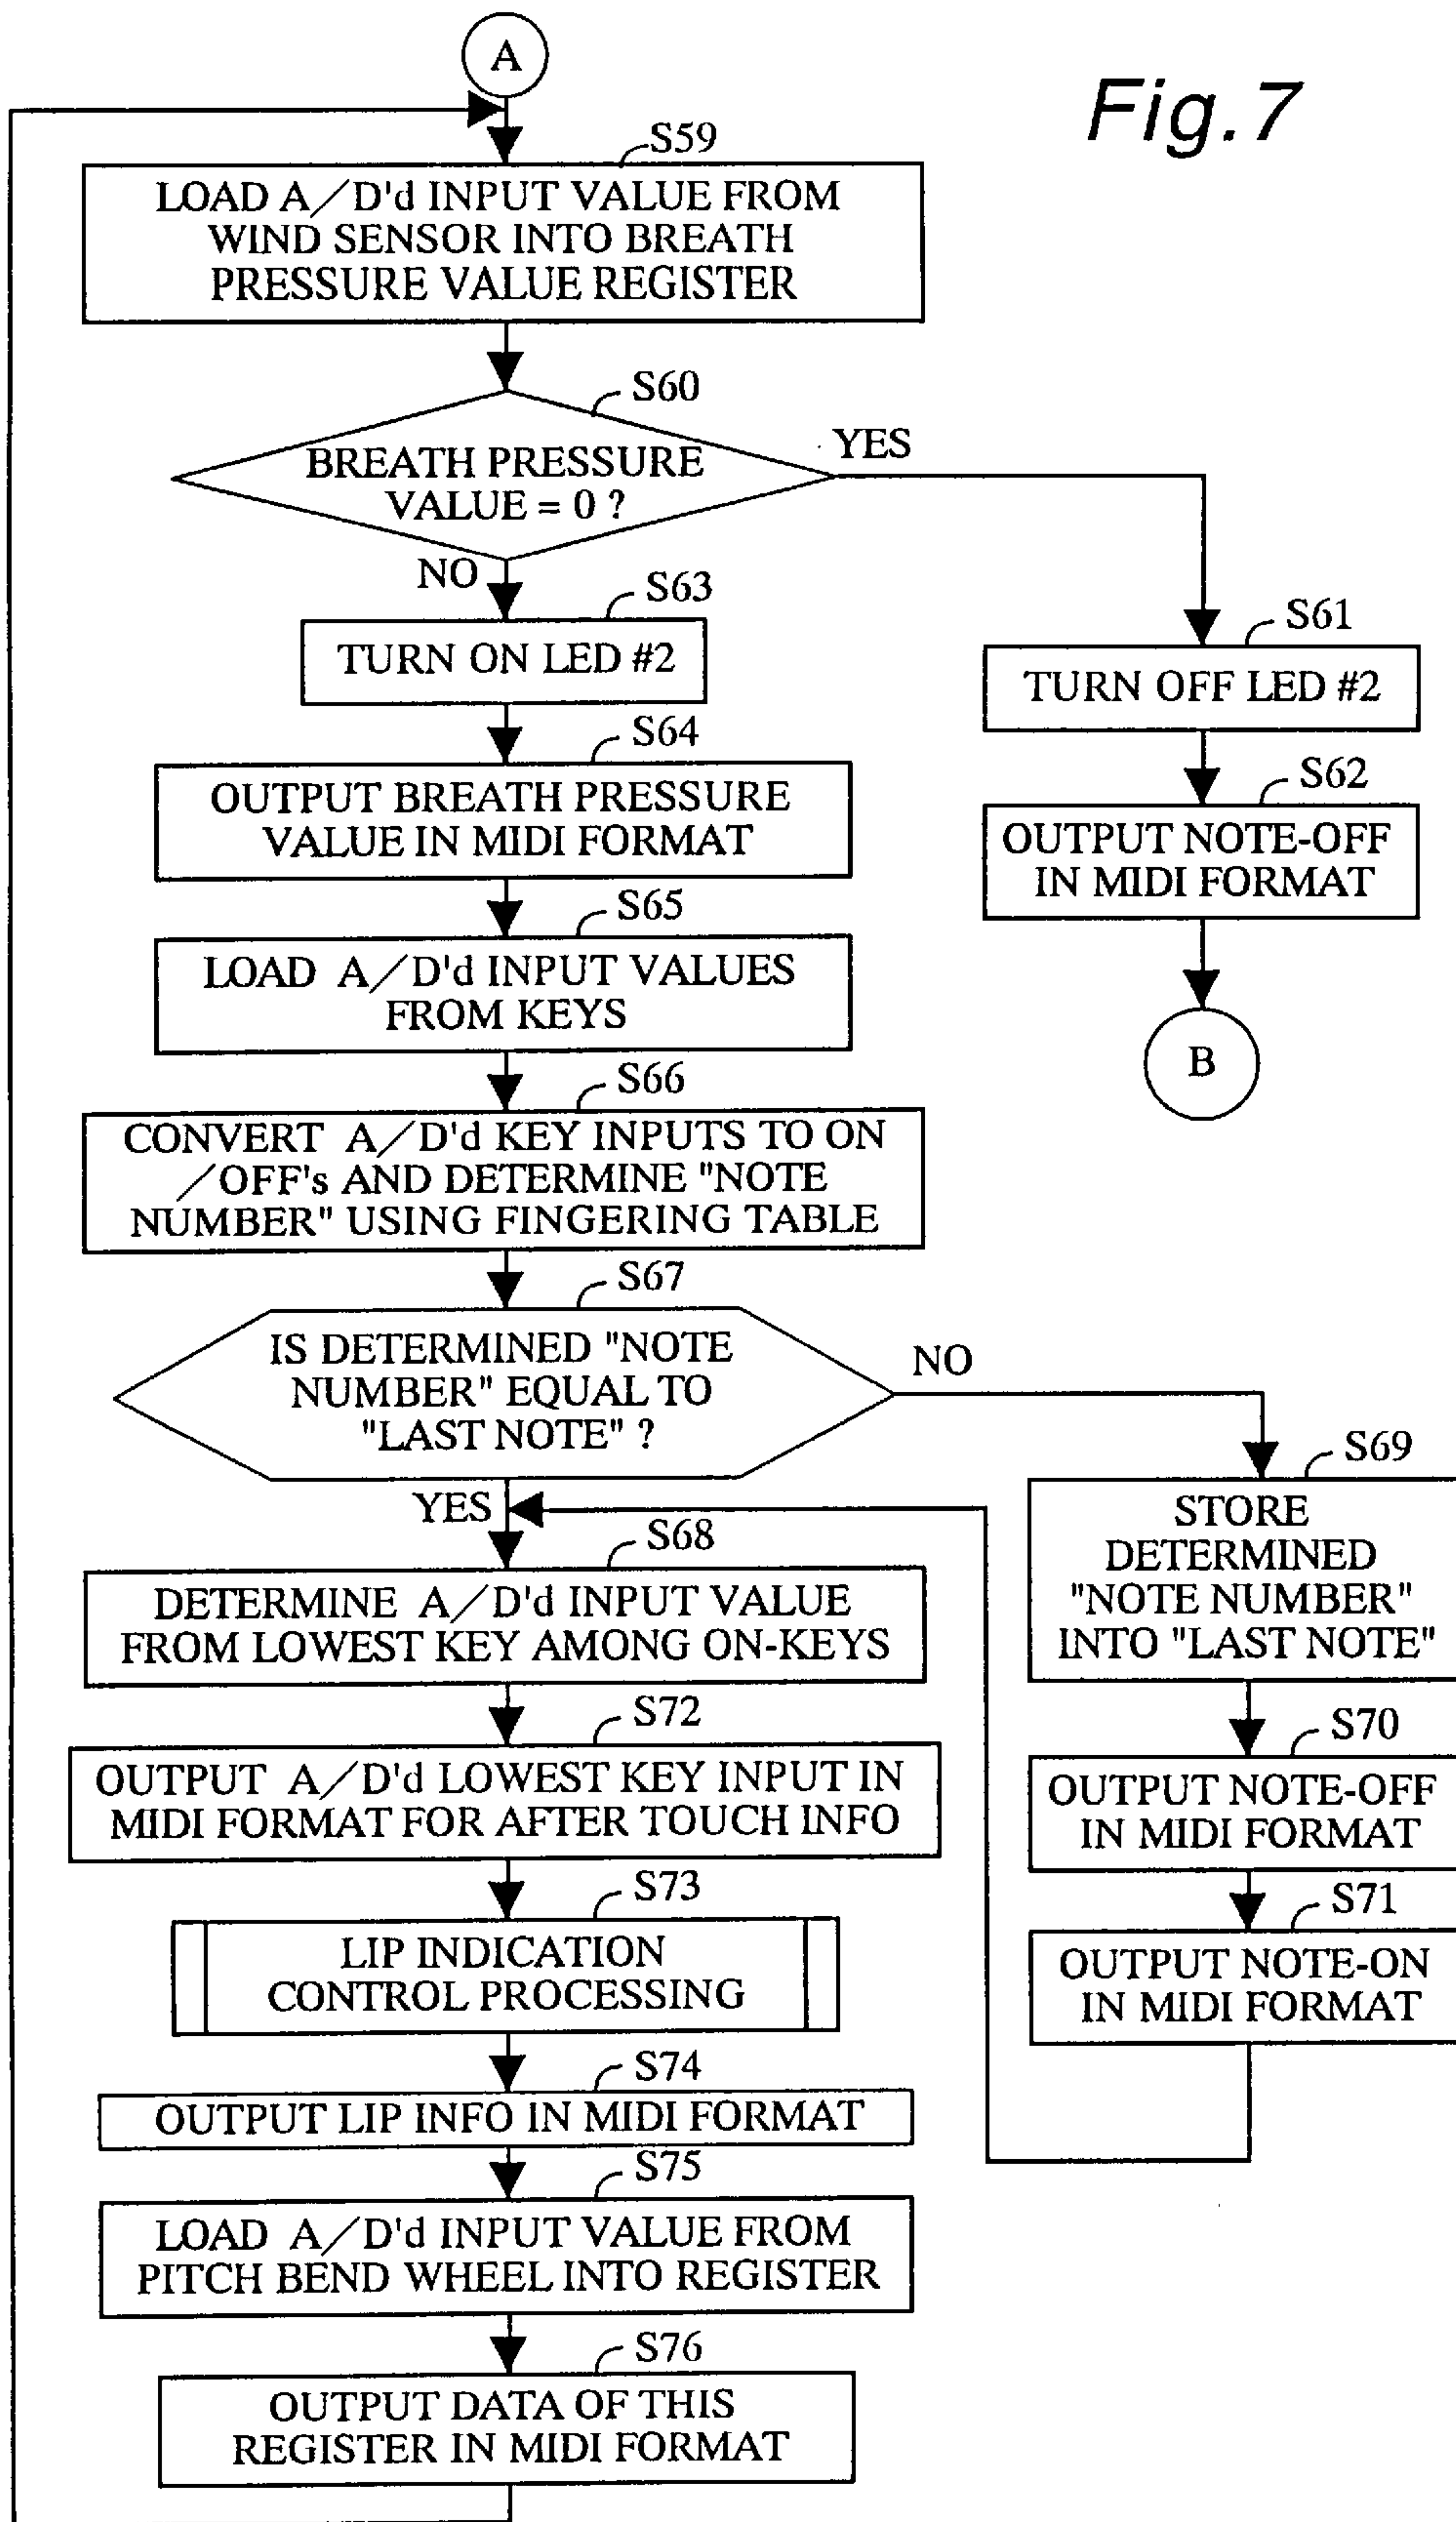 A
Fig.7
S59
LOAD A/D'd INPUT VALUE FROM
WIND SENSOR INTO BREATH
PRESSURE VALUE REGISTER
S60
BREATH PRESSURE
VALUE = 0 ?
YES
NO
S63
TURN ON LED #2
S61
TURN OFF LED #2
S64
OUTPUT BREATH PRESSURE
VALUE IN MIDI FORMAT
S62
OUTPUT NOTE-OFF
IN MIDI FORMAT
B
S65
LOAD A/D'd INPUT VALUES
FROM KEYS
S66
CONVERT A/D'd KEY INPUTS TO ON
/OFF's AND DETERMINE "NOTE
NUMBER" USING FINGERING TABLE
S67
IS DETERMINED "NOTE
NUMBER" EQUAL TO
"LAST NOTE" ?
NO
YES
S69
STORE
DETERMINED
"NOTE NUMBER"
INTO "LAST NOTE"
S70
OUTPUT NOTE-OFF
IN MIDI FORMAT
S71
OUTPUT NOTE-ON
IN MIDI FORMAT
S68
DETERMINE A/D'd INPUT VALUE
FROM LOWEST KEY AMONG ON-KEYS
S72
OUTPUT A/D'd LOWEST KEY INPUT IN
MIDI FORMAT FOR AFTER TOUCH INFO
S73
LIP INDICATION
CONTROL PROCESSING
S74
OUTPUT LIP INFO IN MIDI FORMAT
S75
LOAD A/D'd INPUT VALUE FROM
PITCH BEND WHEEL INTO REGISTER
S76
OUTPUT DATA OF THIS
REGISTER IN MIDI FORMAT